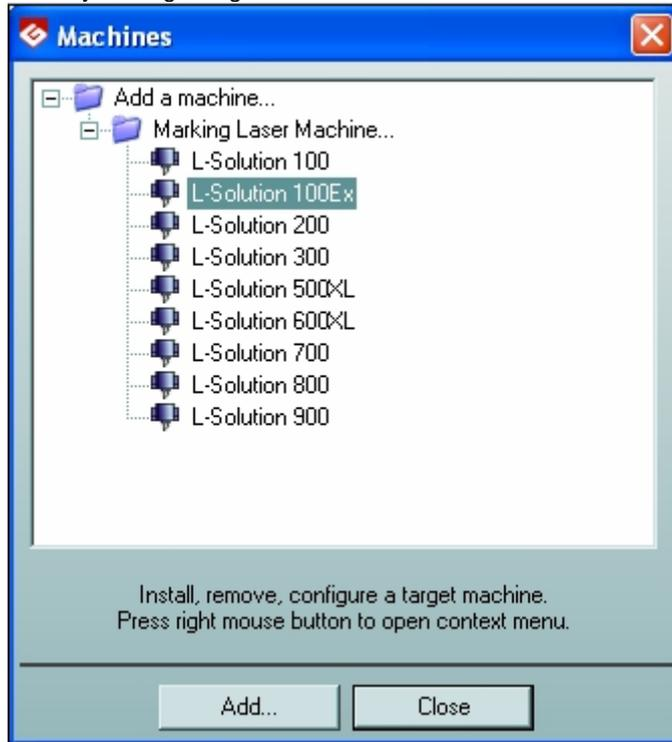 Machines
Add a machine...
Marking Laser Machine...
L-Solution 100
L-Solution 100Ex
L-Solution 200
L-Solution 300
L-Solution 500XL
L-Solution 600XL
L-Solution 700
L-Solution 800
L-Solution 900
Install, remove, configure a target machine.
Press right mouse button to open context menu.
Add...
Close